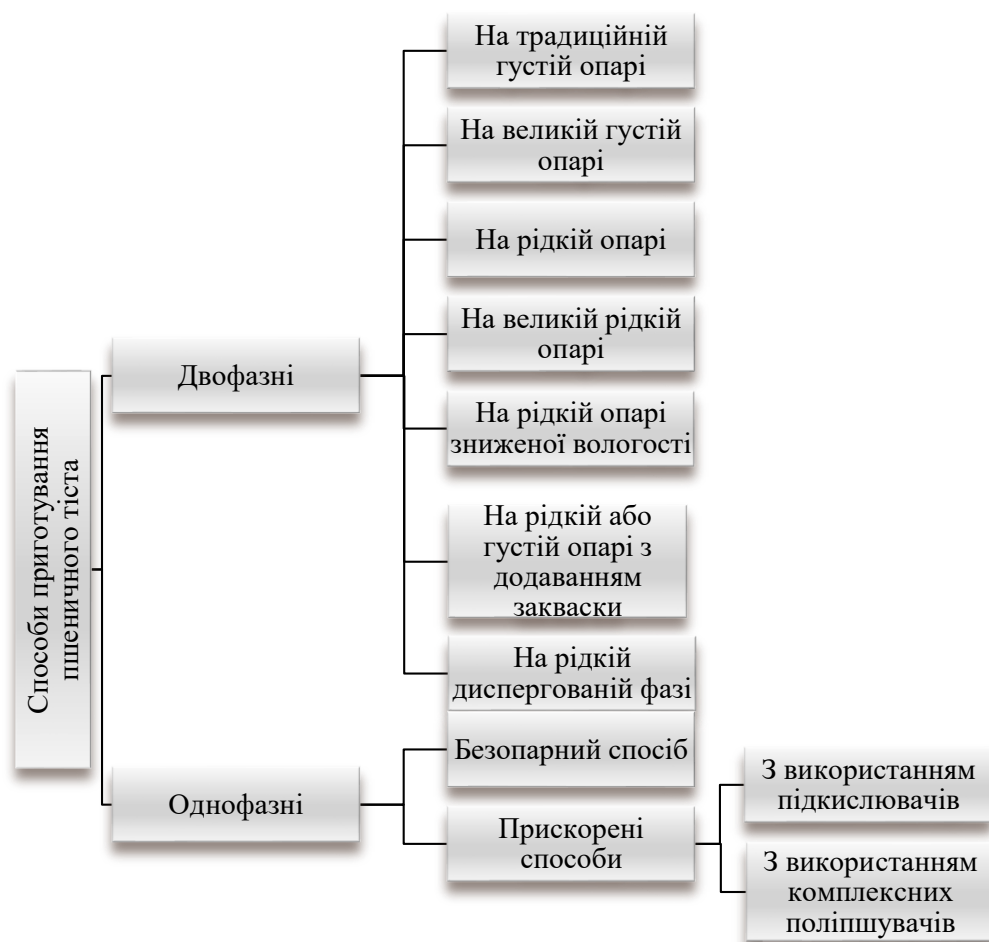 Способи приготування
пшеничного тіста
Двофазні
На традиційній
густій опарі
На великій густій
опарі
На рідкій опарі
На великій рідкій
опарі
На рідкій опарі
зниженої вологості
На рідкій або
густій опарі з
додаванням
закваски
На рідкій
диспергованій фазі
Однофазні
Безопарний спосіб
Прискорені
способи
З використанням
підкислювачів
З використанням
комплексних
поліпшувачів